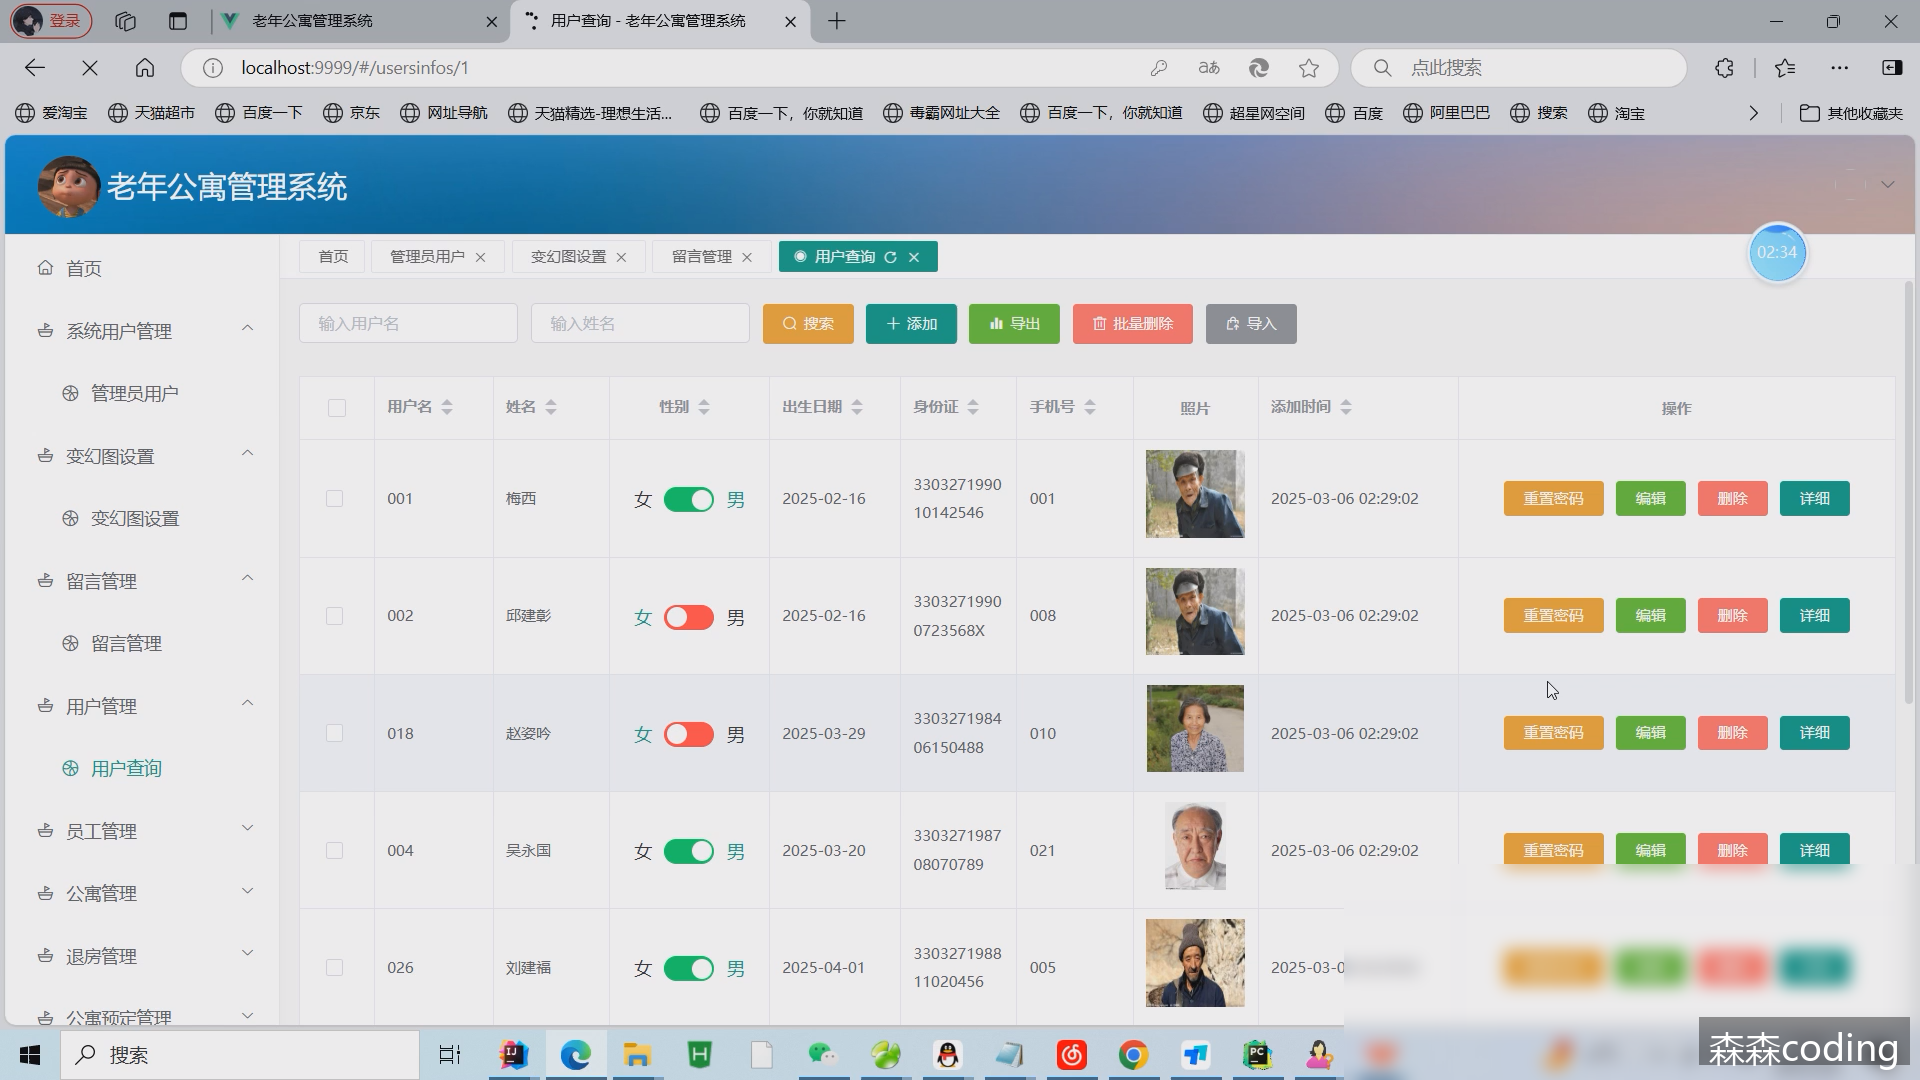 登录
老年公寓管理系统
用户查询 - 老年公寓管理系统
localhost:9999/#/usersinfos/1
aあ
点此搜索
爱淘宝
天猫超市
百度一下
京东
网址导航
天猫精选-理想生活...
百度一下，你就知道
毒霸网址大全
百度一下，你就知道
超星网空间
百度
阿里巴巴
搜索
淘宝
其他收藏夹
老年公寓管理系统
首页
管理员用户
变幻图设置
留言管理
用户查询
02:34
首页
系统用户管理
管理员用户
变幻图设置
变幻图设置
留言管理
留言管理
用户管理
用户查询
员工管理
公寓管理
退房管理
公寓预定管理
输入用户名
输入姓名
搜索
添加
导出
批量删除
导入
用户名 姓名 性别 出生日期 身份证 手机号 照片 添加时间 操作
001 梅西 女 男 2025-02-16 3303271990 10142546 001 2025-03-06 02:29:02 重置密码 编辑 删除 详细
002 邱建彰 女 男 2025-02-16 3303271990 0723568X 008 2025-03-06 02:29:02 重置密码 编辑 删除 详细
018 赵姿吟 女 男 2025-03-29 3303271984 06150488 010 2025-03-06 02:29:02 重置密码 编辑 删除 详细
004 吴永国 女 男 2025-03-20 3303271987 08070789 021 2025-03-06 02:29:02 重置密码 编辑 删除 详细
026 刘建福 女 男 2025-04-01 3303271988 11020456 005 2025-03-0
搜索
森森coding